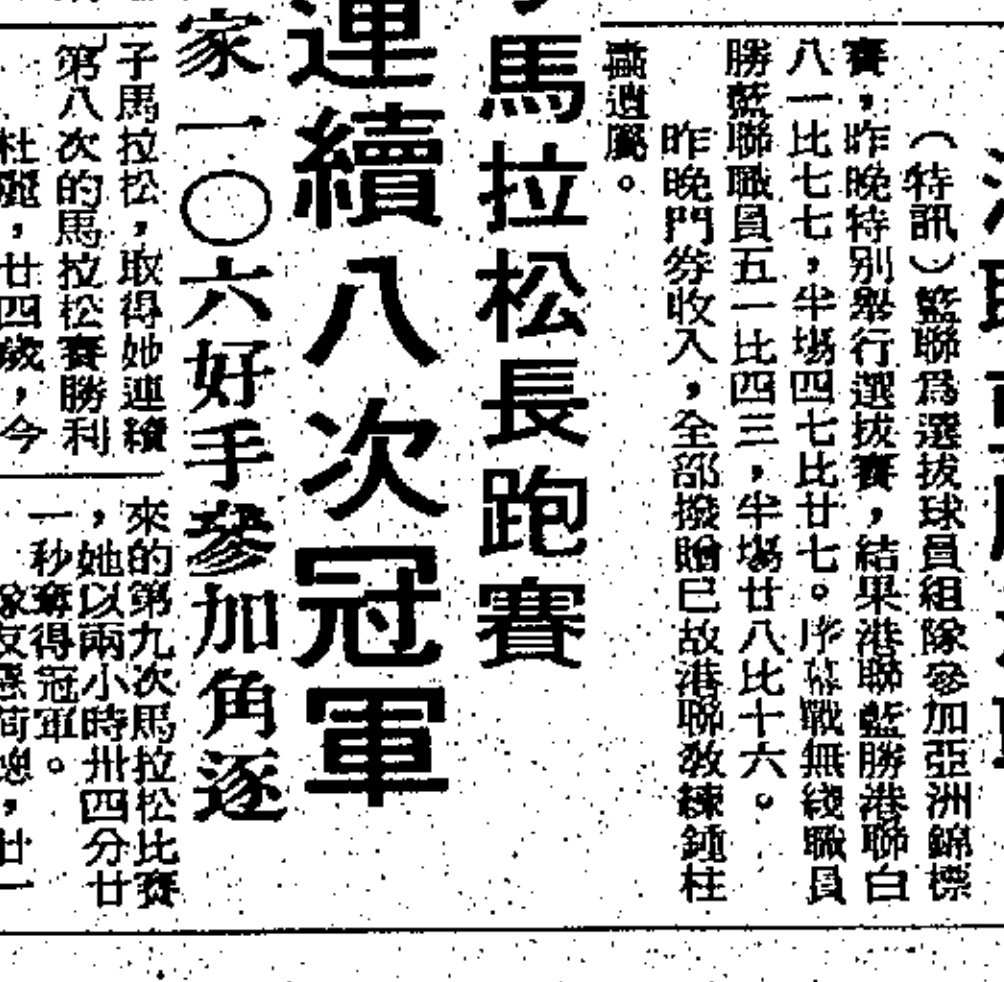 （特訊）籃聯爲選拔球員組隊參加亞洲錦標
賽，昨晚特別舉行選拔賽，結果港聯藍勝港聯白
八一比七七，半場四七比廿七。序幕戰無綫職員
勝藍聯職員五一比四三，半場廿八比十六。
昨晚門券收入，全部撥贈已故港聯教練鍾柱
遺屬。
馬拉松長跑賽
連續八次冠軍
家一〇六好手參加角逐
子馬拉松，取得她連續
第八次的馬拉松賽勝利
杜麗，廿四歲，今
來的第九次馬拉松比賽
，她以兩小時卅四分廿
一秒奪得冠軍。
，廿一